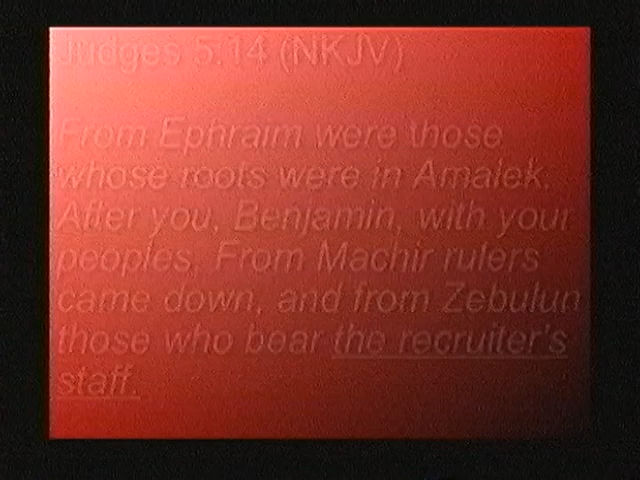 Judges 5:14 (NKJV)
From Ephraim were those
whose roots were in Amalek.
After you, Benjamin, with your
peoples, From Machir rulers
came down, and from Zebulun
those who bear the recruiter's
staff.